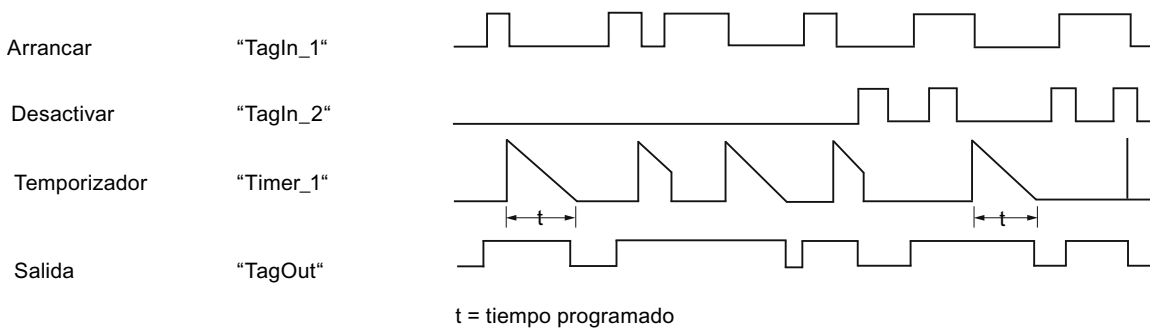 Arrancar “TagIn_1“
Desactivar “TagIn_2“
Temporizador “Timer_1“
t t
Salida “TagOut“
t = tiempo programado